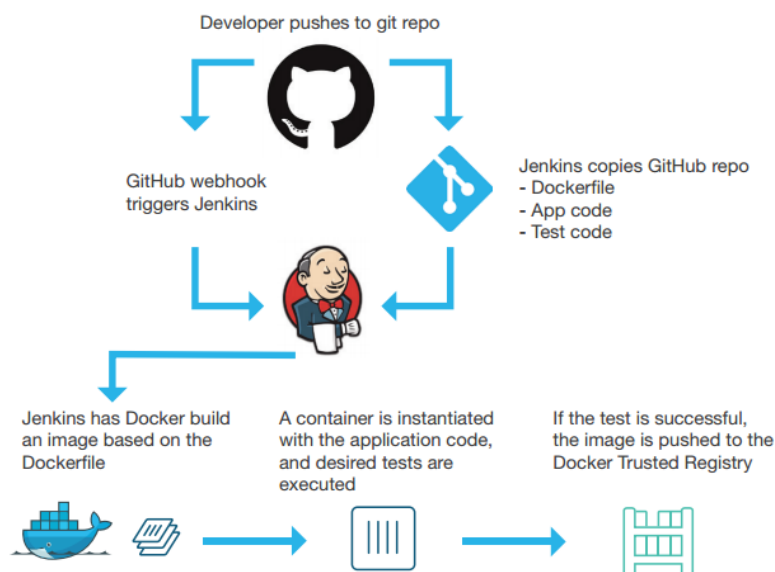 Developer pushes to git repo
GitHub webhook
triggers Jenkins
Jenkins copies GitHub repo
- Dockerfile
- App code
- Test code
Jenkins has Docker build
an image based on the
Dockerfile
A container is instantiated
with the application code,
and desired tests are
executed
If the test is successful,
the image is pushed to the
Docker Trusted Registry